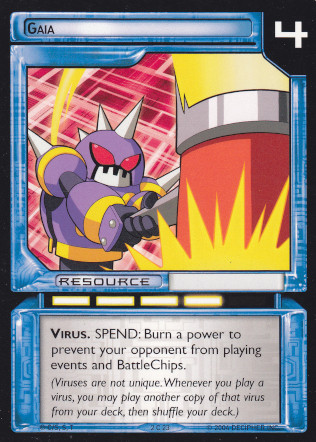 GAIA
4
RESOURCE
VIRUS. SPEND: Burn a power to
prevent your opponent from playing
events and BattleChips.
(Viruses are not unique. Whenever you play a
virus, you may play another copy of that virus
from your deck, then shuffle your deck.)
2 C 23
© 2004 DECIPHER INC.